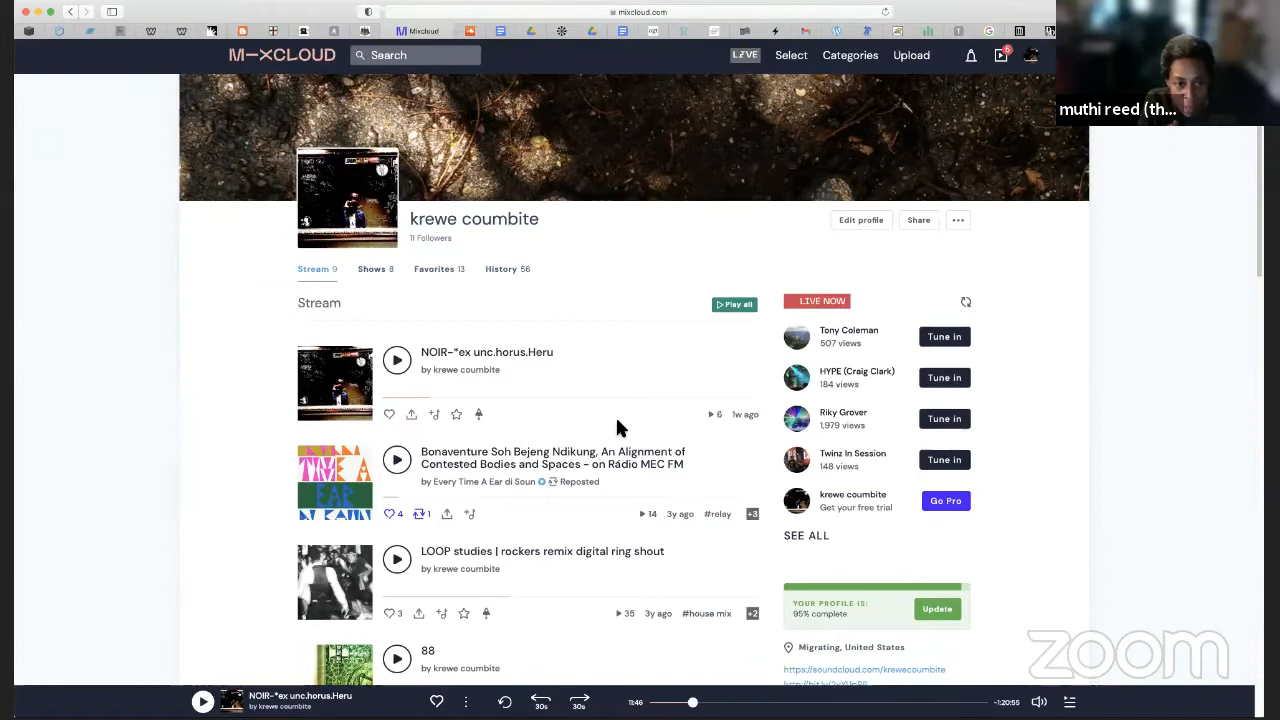 mixcloud.com
Mixcloud
M-XCLOUD
Search
LIVE
Select
Categories
Upload
5
muthi reed (th...
krewe coumbite
11 Followers
Edit profile
Share
Stream 9
Shows 8
Favorites 13
History 56
Stream
Play all
NOIR-*ex unc.horus.Heru
by krewe coumbite
6
1w ago
Bonaventure Soh Bejeng Ndikung, An Alignment of
Contested Bodies and Spaces - on Rádio MEC FM
by Every Time A Ear di Soun
Reposted
4
1
14
3y ago
#relay
+3
LOOP studies | rockers remix digital ring shout
by krewe coumbite
3
35
3y ago
#house mix
+2
88
by krewe coumbite
LIVE NOW
Tony Coleman
507 views
Tune in
HYPE (Craig Clark)
184 views
Tune in
Riky Grover
1,979 views
Tune in
Twinz In Session
148 views
Tune in
krewe coumbite
Get your free trial
Go Pro
SEE ALL
YOUR PROFILE IS:
95% complete
Update
Migrating, United States
https://soundcloud.com/krewecoumbite
zoom
NOIR-*ex unc.horus.Heru
by krewe coumbite
30s
30s
11:46
-1:20:55